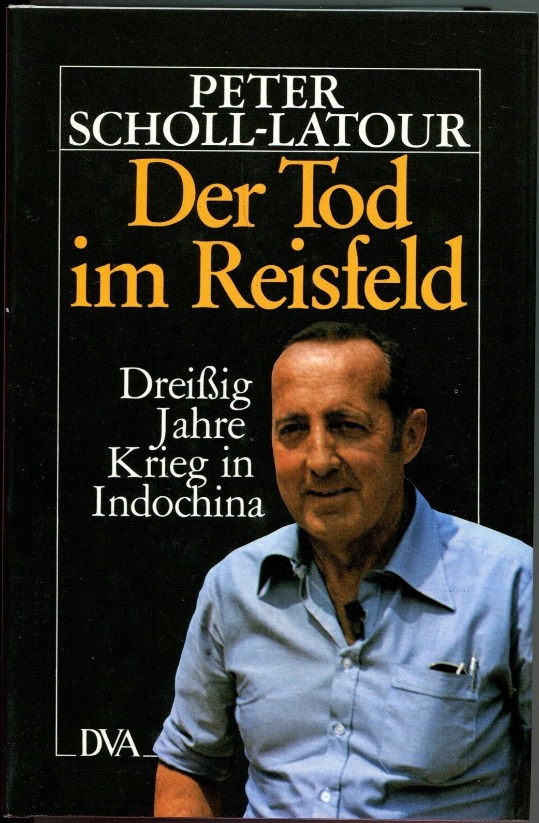 PETER
SCHOLL-LATOUR
Der Tod
im Reisfeld
Dreißig
Jahre
Krieg in
Indochina
DVA